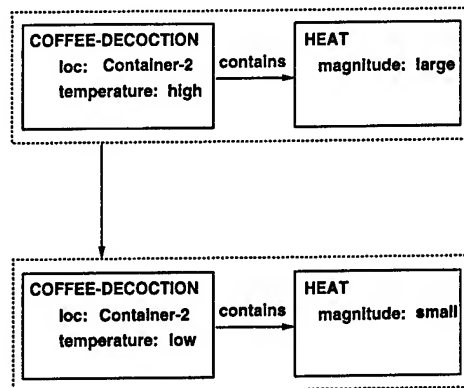 COFFEE-DECOCTION
loc: Container-2
temperature: high
contains
HEAT
magnitude: large
COFFEE-DECOCTION
loc: Container-2
temperature: low
contains
HEAT
magnitude: small